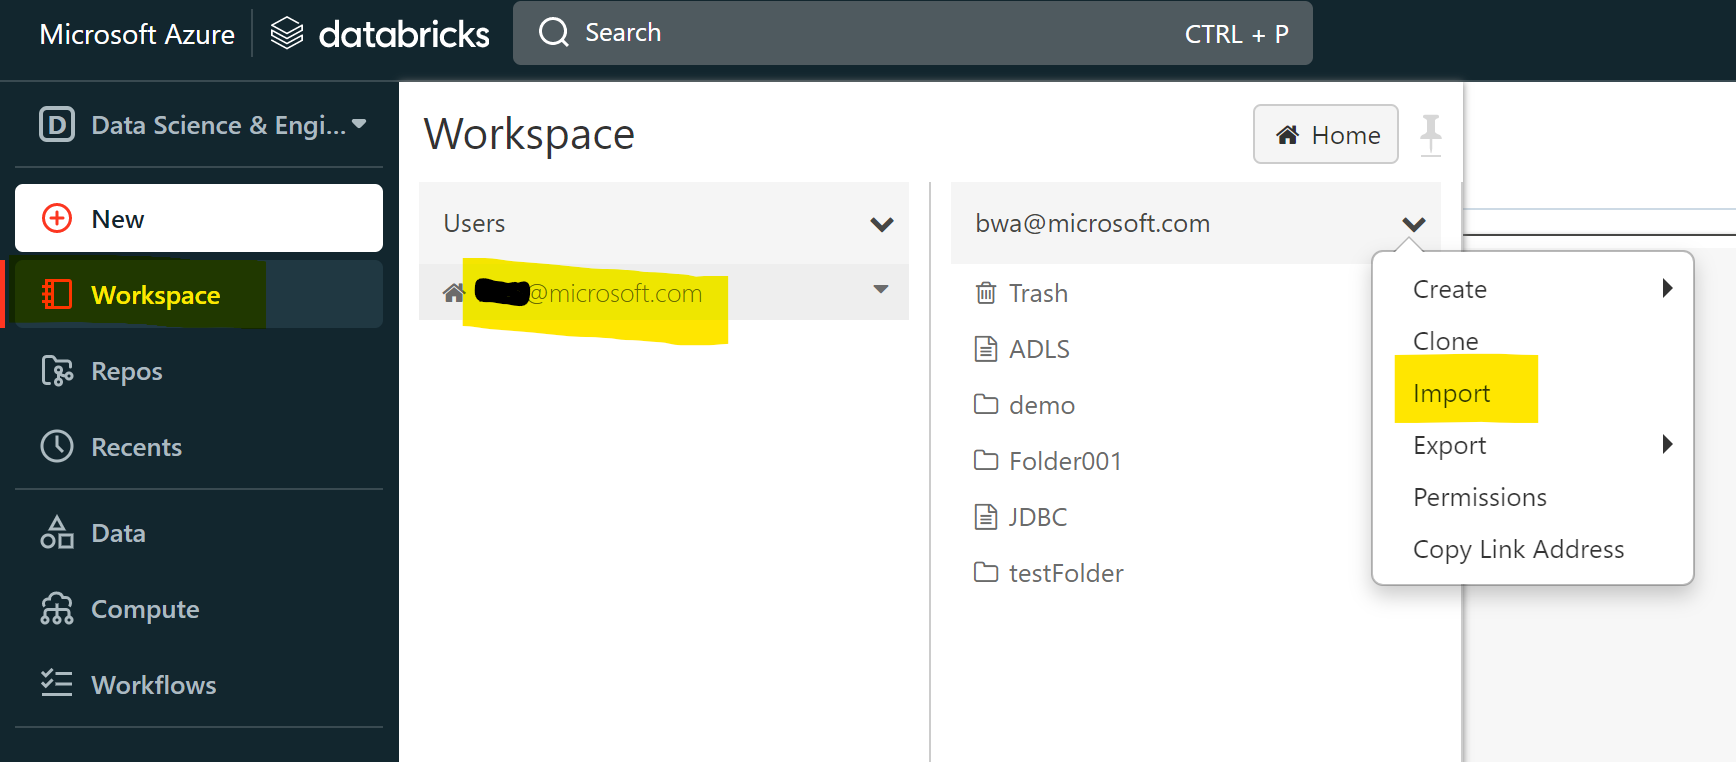 Microsoft Azure databricks Search CTRL + P
D Data Science & Engi...
New
Workspace
Repos
Recents
Data
Compute
Workflows
Workspace
Home
Users
@microsoft.com
bwa@microsoft.com
Trash
ADLS
demo
Folder001
JDBC
testFolder
Create
Clone
Import
Export
Permissions
Copy Link Address